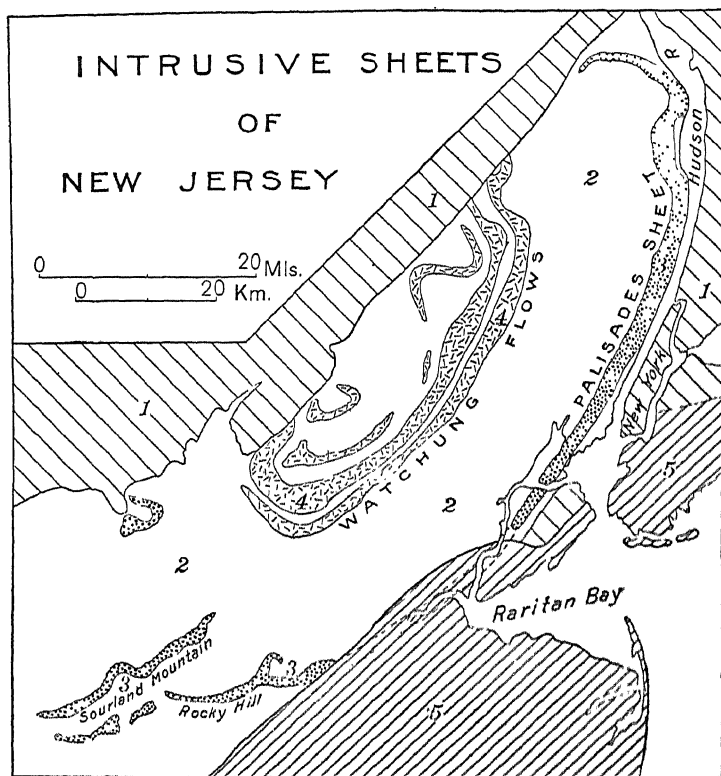 INTRUSIVE SHEETS
OF
NEW JERSEY
0 20 Mls.
0 20 Km.
R
Hudson
1
2
PALISADES SHEET
1
4
FLOWS
WATCHUNG
1
New York
5
4
2
2
Raritan Bay
3
Sourland Mountain
3
Rocky Hill
5